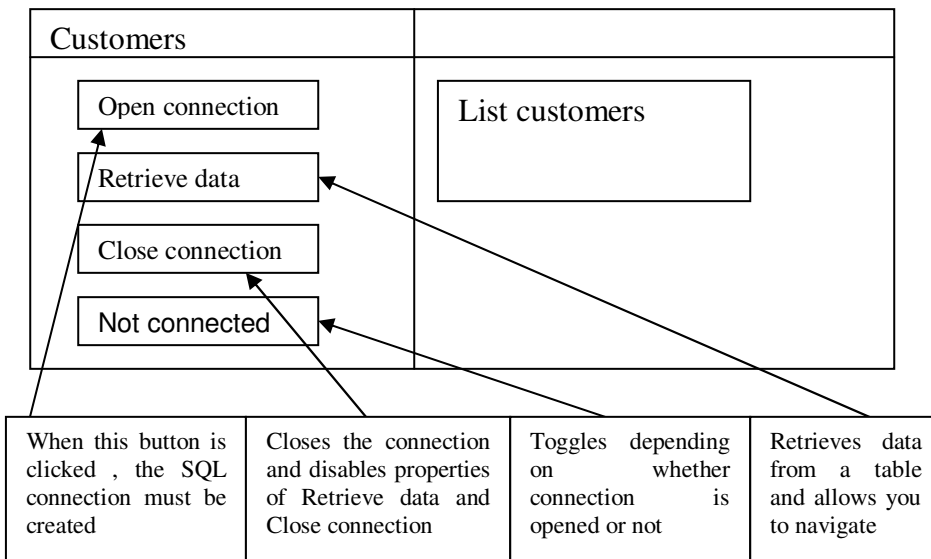 Customers
Open connection
List customers
Retrieve data
Close connection
Not connected
When this button is
clicked , the SQL
connection must be
created
Closes the connection
and disables properties
of Retrieve data and
Close connection
Toggles depending
on whether
connection is
opened or not
Retrieves data
from a table
and allows you
to navigate